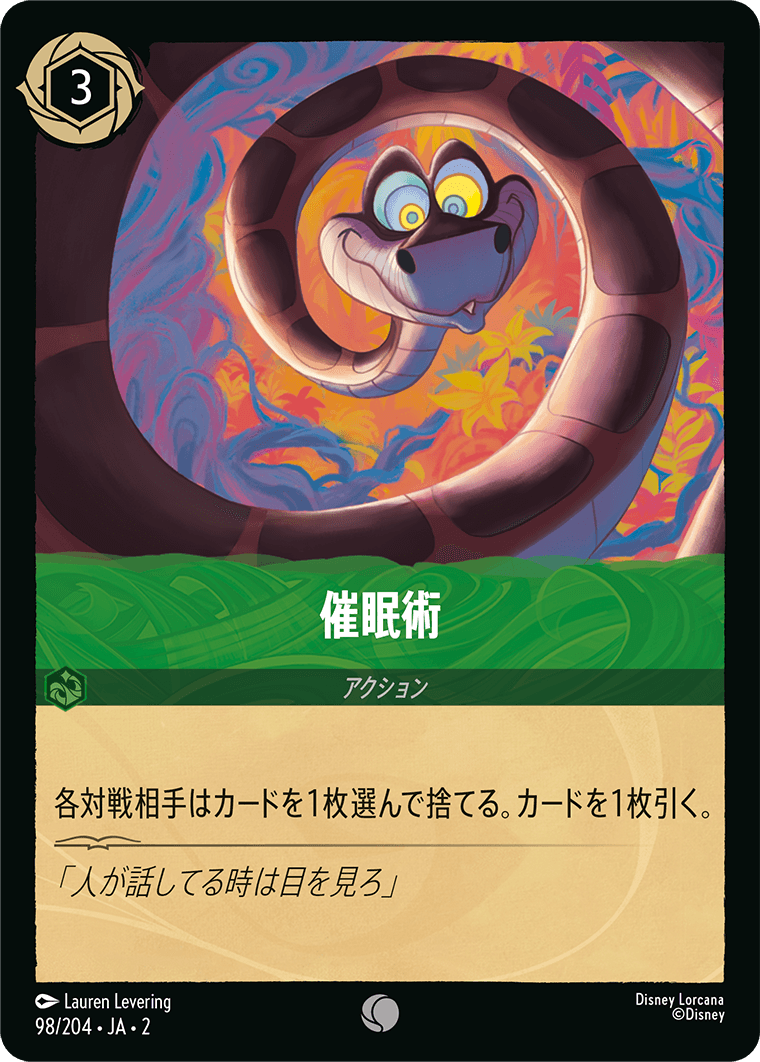 3
催眠術
アクション
各対戦相手はカードを1枚選んで捨てる。カードを1枚引く。
「人が話してる時は目を見ろ」
Lauren Levering
98/204 • JA • 2
Disney Lorcana
©Disney